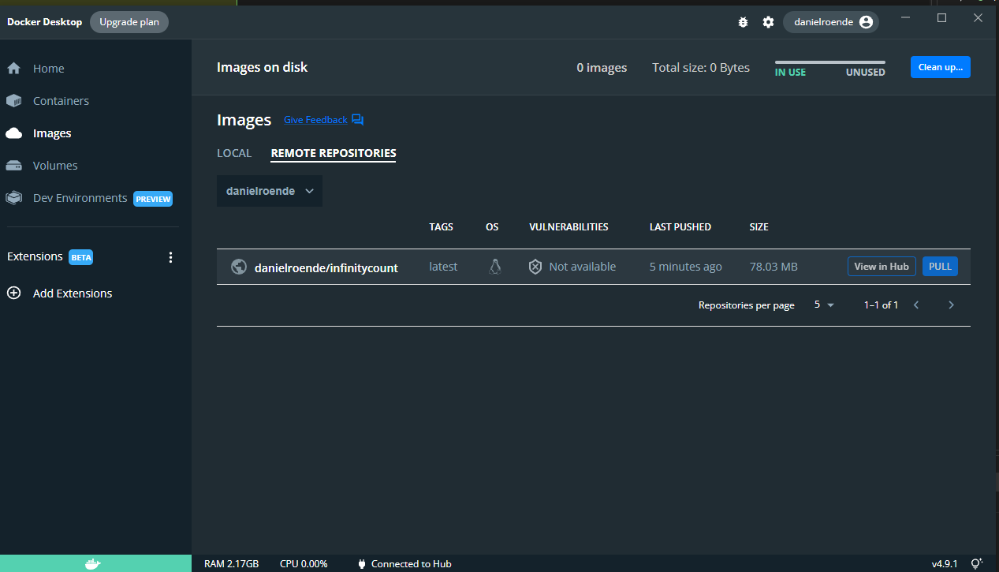 Docker Desktop Upgrade plan danielroende
Home
Containers
Images
Volumes
Dev Environments PREVIEW
Extensions BETA
Add Extensions
Images on disk 0 images Total size: 0 Bytes IN USE UNUSED Clean up...
Images Give Feedback
LOCAL REMOTE REPOSITORIES
danielroende
TAGS OS VULNERABILITIES LAST PUSHED SIZE
danielroende/infinitycount latest Not available 5 minutes ago 78.03 MB View in Hub PULL
Repositories per page 5 1–1 of 1
RAM 2.17GB CPU 0.00% Connected to Hub v4.9.1